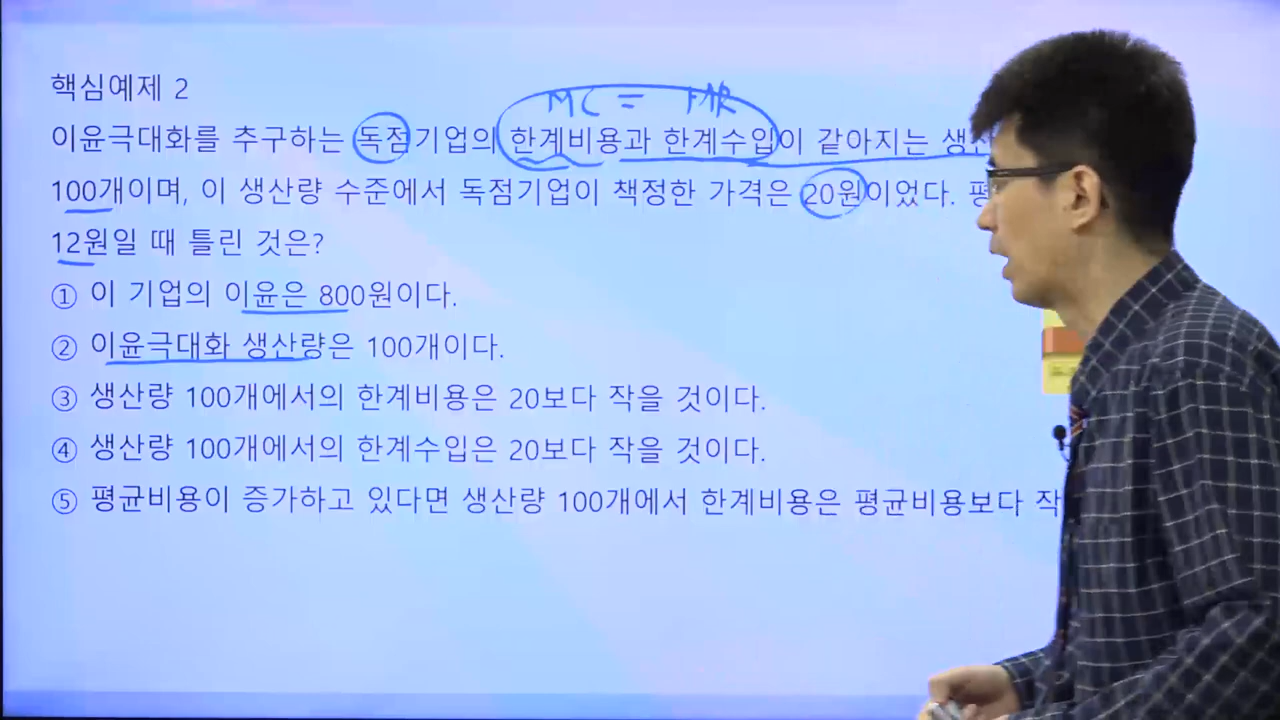 핵심예제 2
MC = MR
이윤극대화를 추구하는 독점기업의 한계비용과 한계수입이 같아지는
100개이며, 이 생산량 수준에서 독점기업이 책정한 가격은 20원이었다.
12원일 때 틀린 것은?
① 이 기업의 이윤은 800원이다.
② 이윤극대화 생산량은 100개이다.
③ 생산량 100개에서의 한계비용은 20보다 작을 것이다.
④ 생산량 100개에서의 한계수입은 20보다 작을 것이다.
⑤ 평균비용이 증가하고 있다면 생산량 100개에서 한계비용은 평균비용보다 작